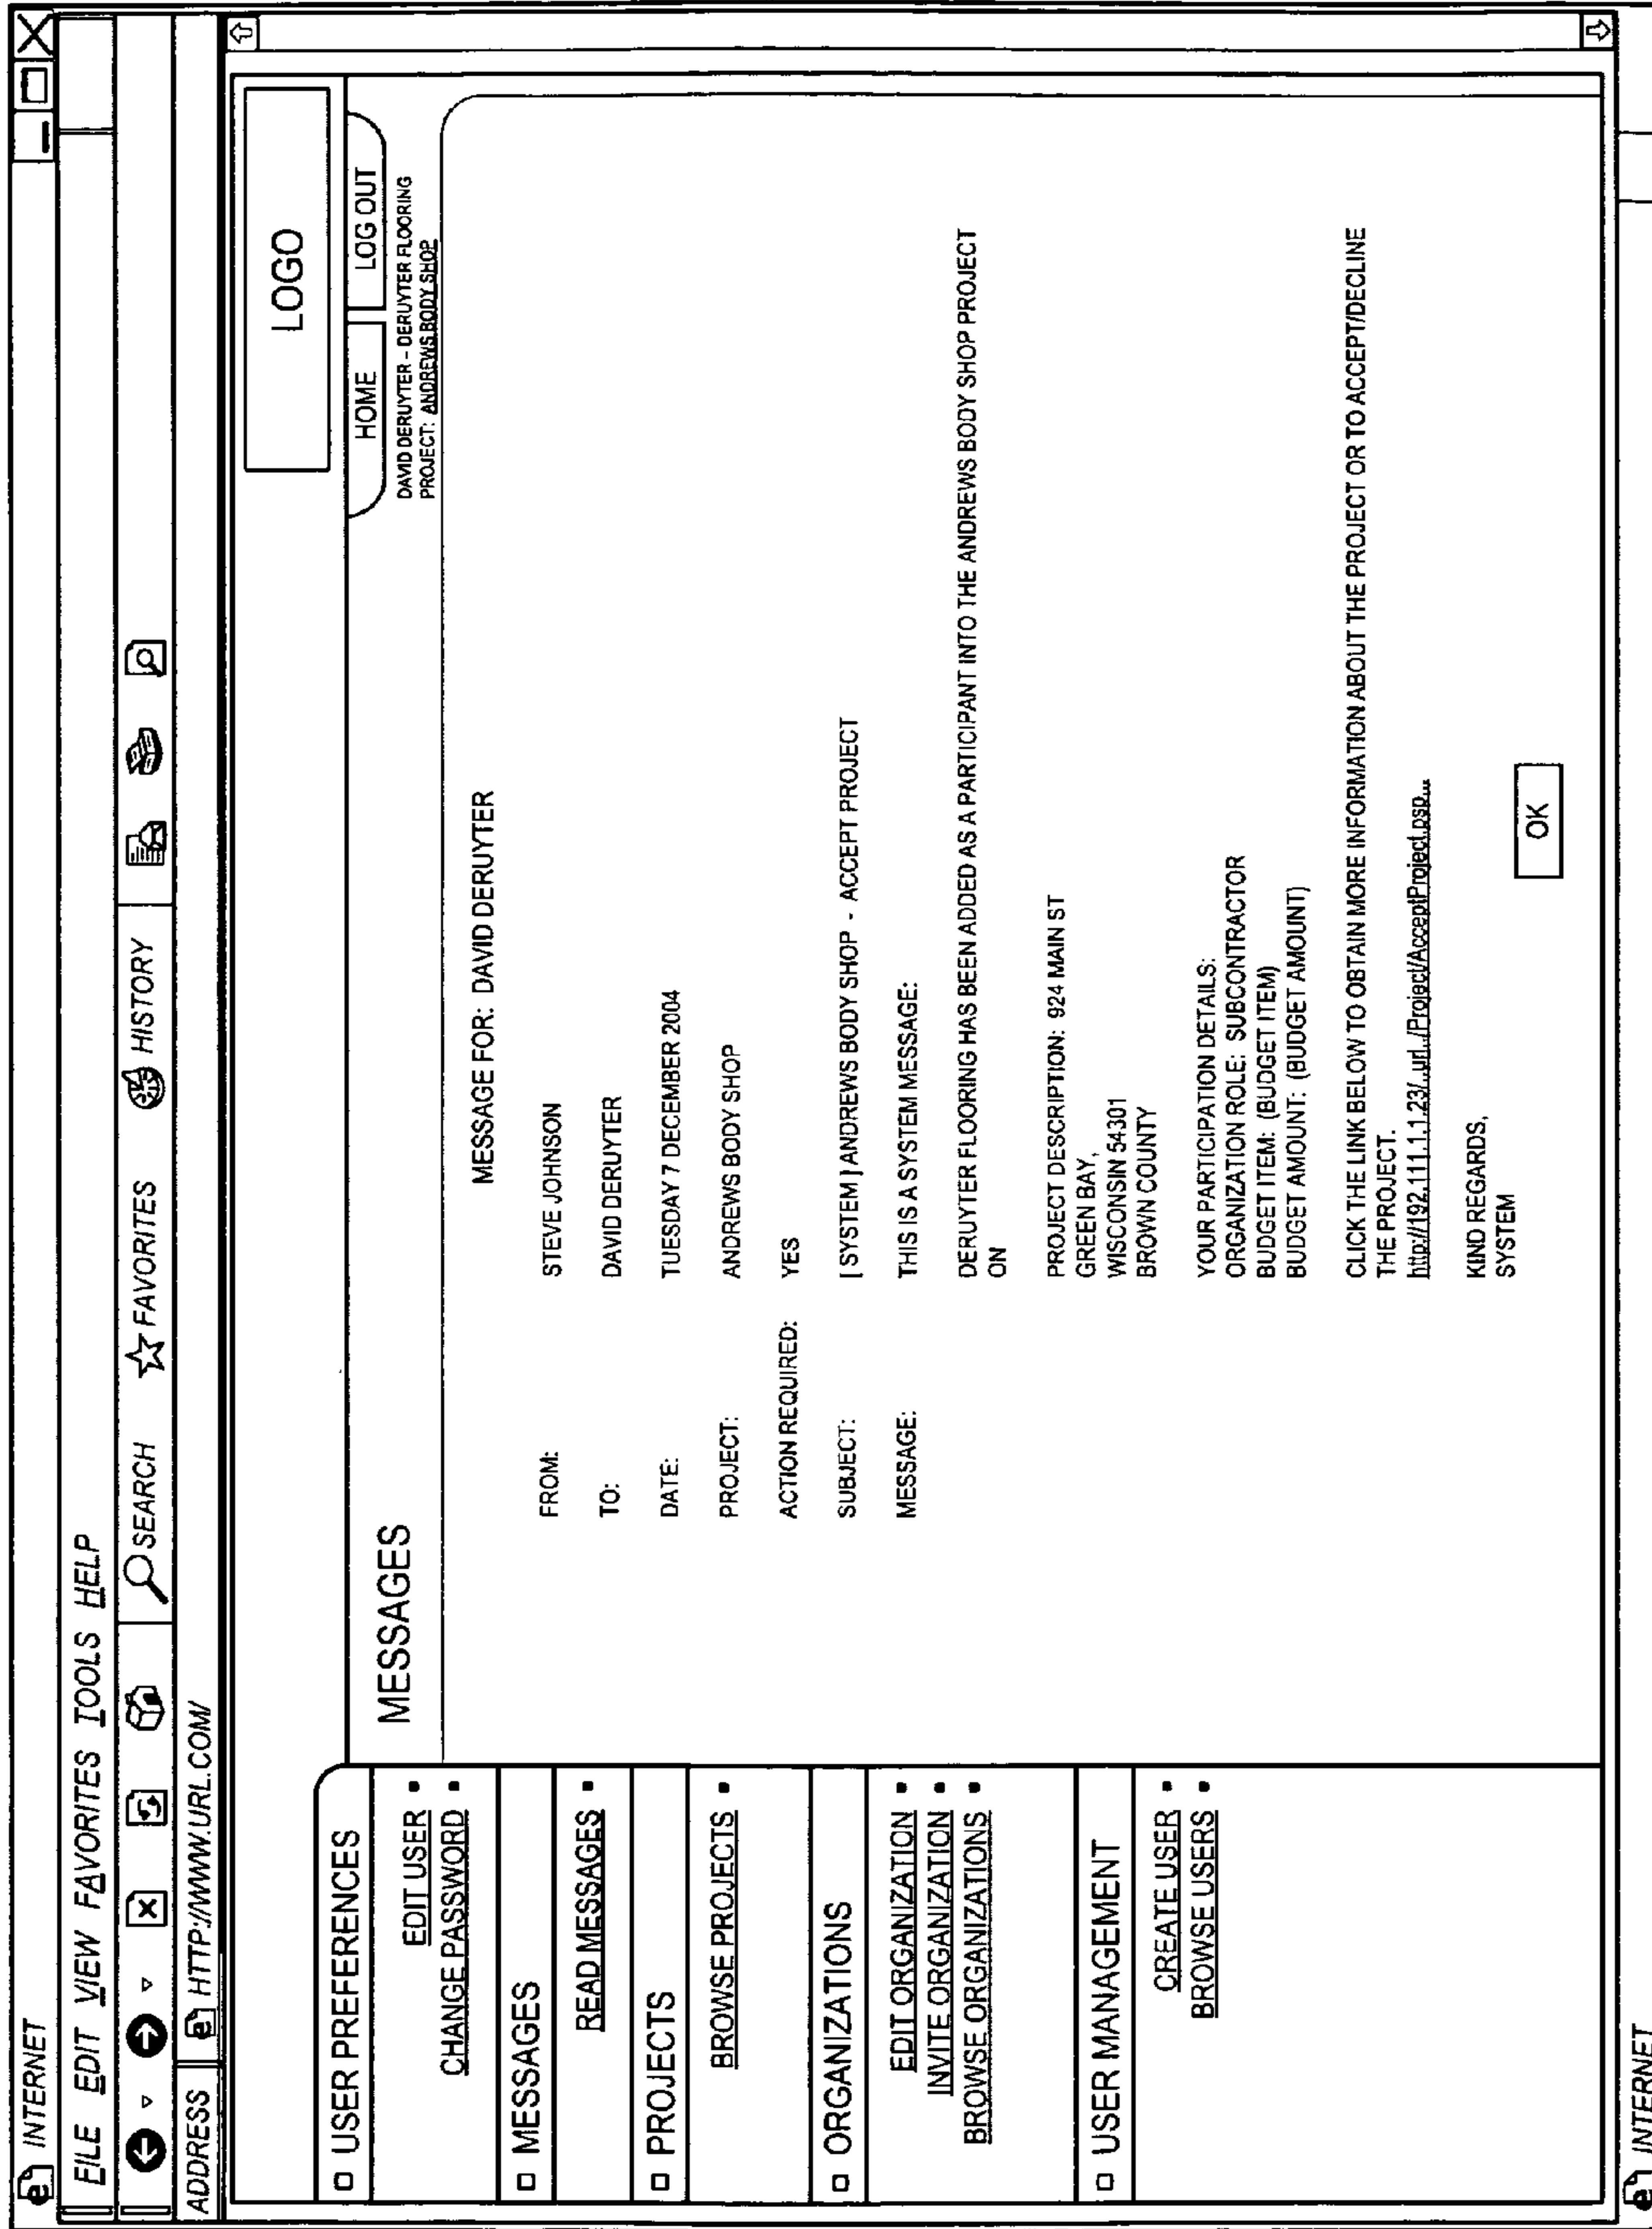 INTERNET
FILE EDIT VIEW FAVORITES TOOLS HELP
SEARCH FAVORITES HISTORY
ADDRESS HTTP://WWW.URL.COM/
LOGO
HOME LOG OUT
DAVID DERUYTER – DERUYTER FLOORING
PROJECT: ANDREWS BODY SHOP
USER PREFERENCES
EDIT USER
CHANGE PASSWORD
MESSAGES
READ MESSAGES
PROJECTS
BROWSE PROJECTS
ORGANIZATIONS
EDIT ORGANIZATION
INVITE ORGANIZATION
BROWSE ORGANIZATIONS
USER MANAGEMENT
CREATE USER
BROWSE USERS
MESSAGES
MESSAGE FOR: DAVID DERUYTER
FROM: STEVE JOHNSON
TO: DAVID DERUYTER
DATE: TUESDAY 7 DECEMBER 2004
PROJECT: ANDREWS BODY SHOP
ACTION REQUIRED: YES
SUBJECT: [ SYSTEM ] ANDREWS BODY SHOP - ACCEPT PROJECT
MESSAGE: THIS IS A SYSTEM MESSAGE:
DERUYTER FLOORING HAS BEEN ADDED AS A PARTICIPANT INTO THE ANDREWS BODY SHOP PROJECT
ON
PROJECT DESCRIPTION: 924 MAIN ST
GREEN BAY,
WISCONSIN 54301
BROWN COUNTY
YOUR PARTICIPATION DETAILS:
ORGANIZATION ROLE: SUBCONTRACTOR
BUDGET ITEM: (BUDGET ITEM)
BUDGET AMOUNT: (BUDGET AMOUNT)
CLICK THE LINK BELOW TO OBTAIN MORE INFORMATION ABOUT THE PROJECT OR TO ACCEPT/DECLINE
THE PROJECT.
http://192.111.1.123/..url../Project/AcceptProject.psp...
KIND REGARDS,
SYSTEM
OK
INTERNET